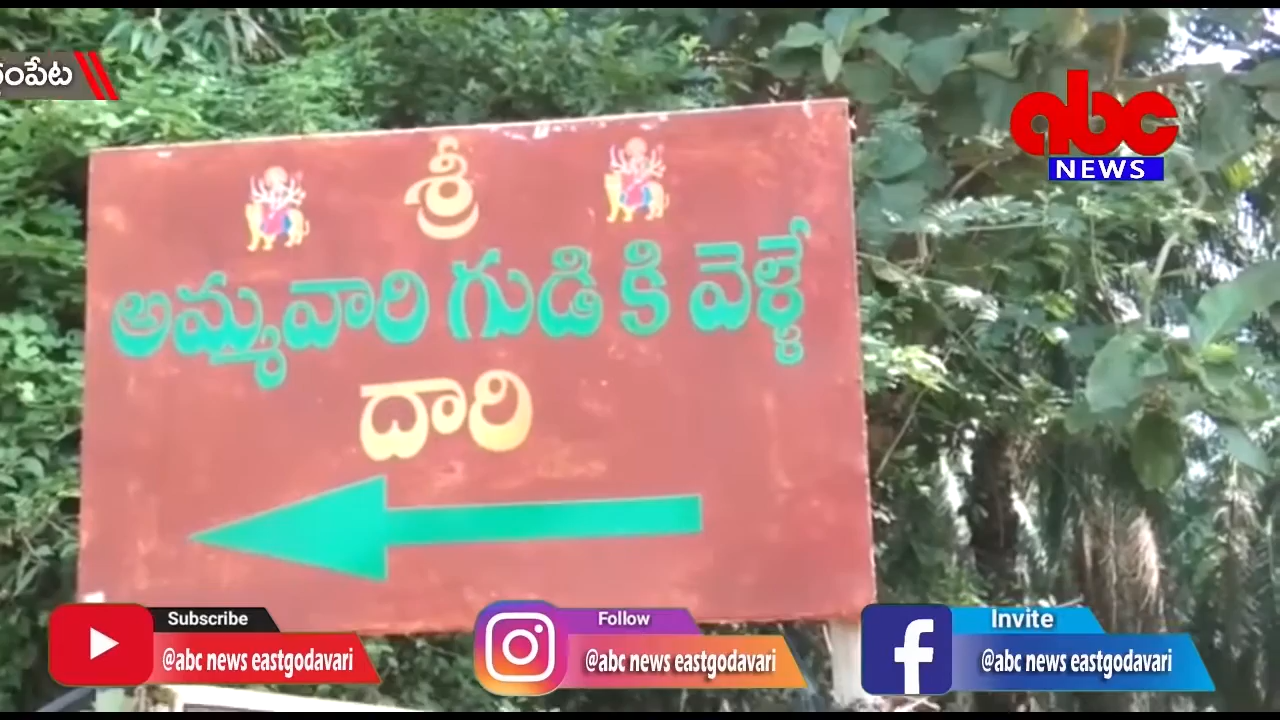 abc
NEWS
శ్రీ
అమ్మవారి గుడి కి వెళ్ళే
దారి
Subscribe
@abc news eastgodavari
Follow
@abc news eastgodavari
Invite
@abc news eastgodavari